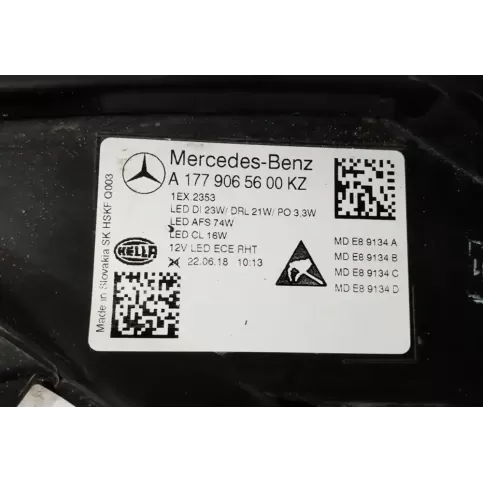 Mercedes-Benz
A 177 906 56 00 KZ
1EX.2353
LED DI 23W/ DRL 21W/ PO 3.3W
LED AFS 74W
LED CL 16W
12V LED ECE RHT
22.06.18 10:13
HELLA
MD E8 9134 A
MD E8 9134 B
MD E8 9134 C
MD E8 9134 D
Made in Slovakia SK HSKF Q003